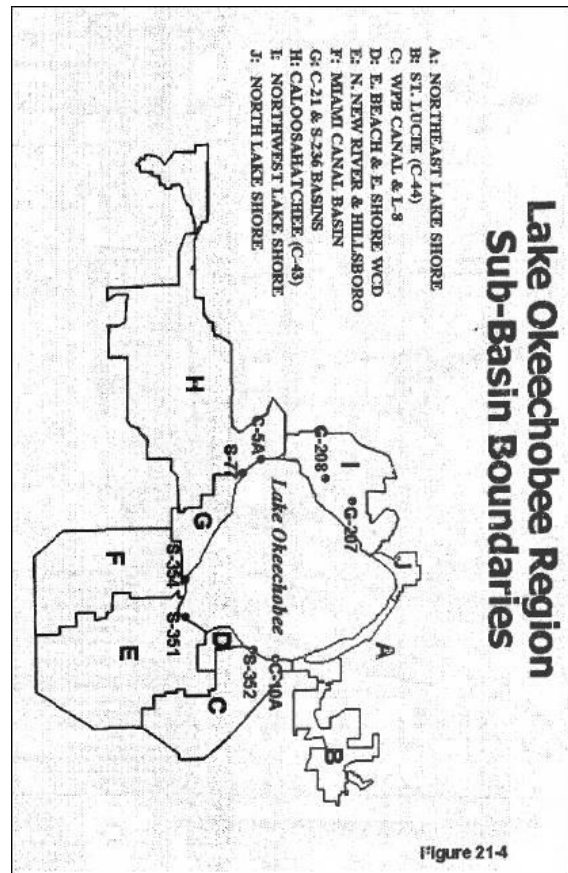 Lake Okeechobee Region
Sub-Basin Boundaries
A: NORTHEAST LAKE SHORE
B: ST. LUCIE (C-44)
C: WPB CANAL & L-8
D: E. BEACH & E. SHORE WCD
E: N. NEW RIVER & HILLSBORO
F: MIAMI CANAL BASIN
G: C-21 & S-236 BASINS
H: CALOOSAHATCHEE (C-43)
I: NORTHWEST LAKE SHORE
J: NORTH LAKE SHORE
J
A
I
G-207
G-208
B
C-5A
Lake Okeechobee
C-10A
S-77
S-352
H
D
G
C
S-354
S-351
F
E
Figure 21-4